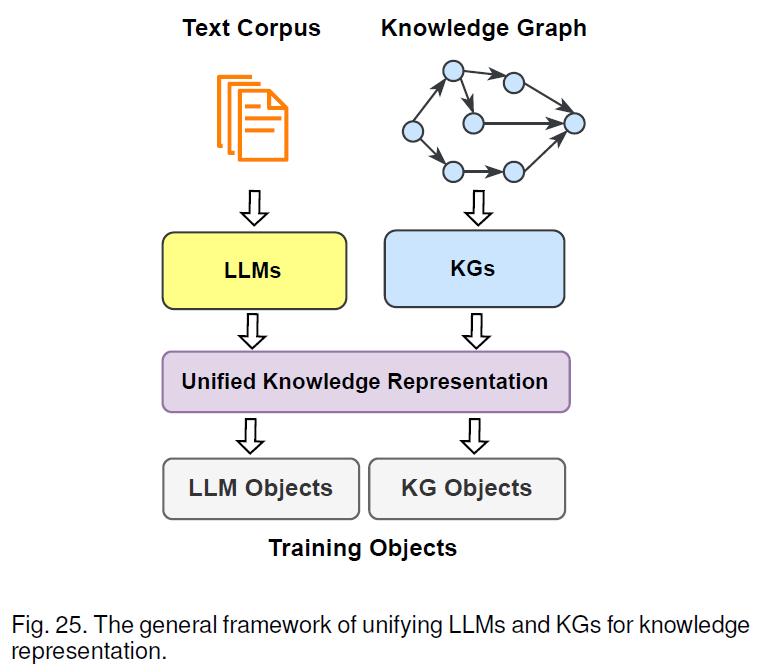 Text Corpus
Knowledge Graph
LLMs
KGs
Unified Knowledge Representation
LLM Objects
KG Objects
Training Objects
Fig. 25. The general framework of unifying LLMs and KGs for knowledge
representation.